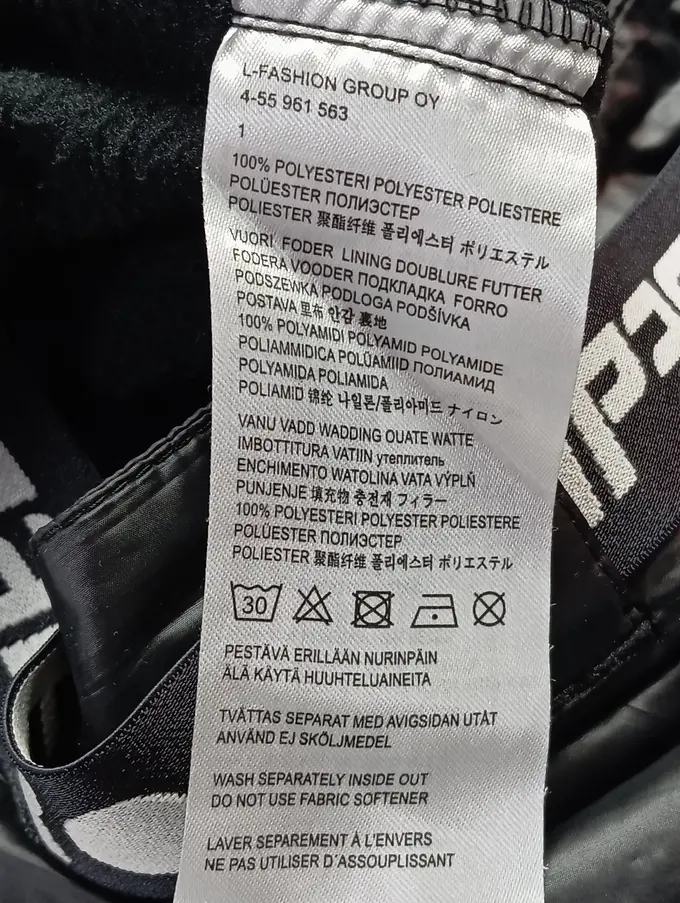 L-FASHION GROUP OY
4-55 961 563
1
100% POLYESTERI POLYESTER POLIESTERE
POLÜESTER ПОЛИЭСТЕР
POLIESTER 聚酯纤维 폴리에스터 ポリエステル
VUORI FODER LINING DOUBLURE FUTTER
FODERA VOODER ПОДКЛАДКА FORRO
PODSZEWKA PODLOGA PODŠÍVKA
POSTAVA 里布 안감 裏地
100% POLYAMIDI POLYAMID POLYAMIDE
POLIAMMIDICA POLÜAMIID ПОЛИАМИД
POLYAMIDA POLIAMIDA
POLIAMID 锦纶 나일론/폴리아미드 ナイロン
VANU VADD WADDING OUATE WATTE
IMBOTTITURA VATIIN утеплитель
ENCHIMENTO WATOLINA VATA VÝPLŇ
PUNJENJE 填充物 충전재 フィラー
100% POLYESTERI POLYESTER POLIESTERE
POLÜESTER ПОЛИЭСТЕР
POLIESTER 聚酯纤维 폴리에스터 ポリエステル
30
PESTÄVÄ ERILLÄÄN NURINPÄIN
ÄLÄ KÄYTÄ HUUHTELUAINEITA
TVÄTTAS SEPARAT MED AVIGSIDAN UTÅT
ANVÄND EJ SKÖLJMEDEL
WASH SEPARATELY INSIDE OUT
DO NOT USE FABRIC SOFTENER
LAVER SEPAREMENT À L'ENVERS
NE PAS UTILISER D´ASSOUPLISSANT